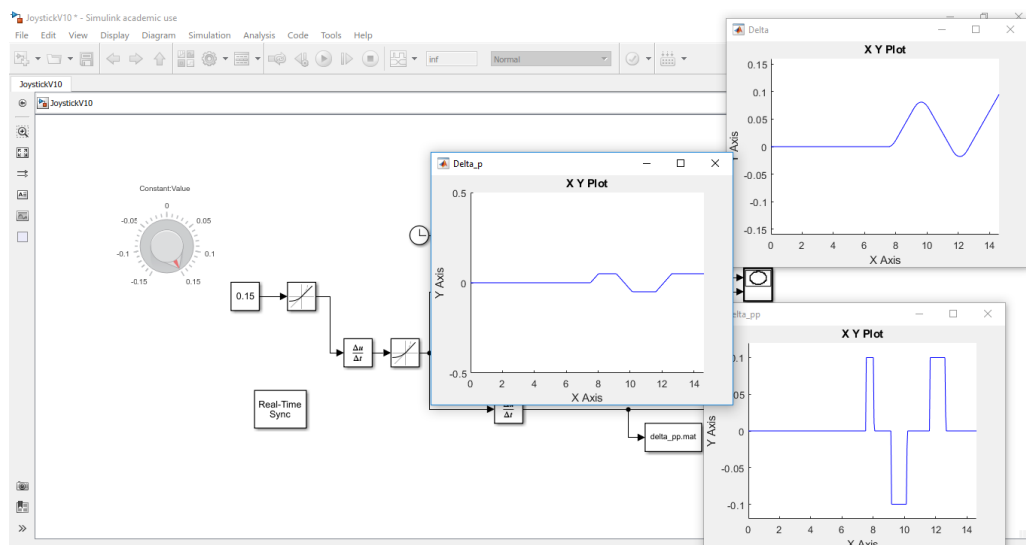 JoystickV10 * - Simulink academic use
File Edit View Display Diagram Simulation Analysis Code Tools Help
inf
Normal
JoystickV10
JoystickV10
Constant:Value
0
-0.05 0.05
-0.1 0.1
-0.15 0.15
0.15
Δu
Δt
Real-Time
Sync
Δt
delta_pp.mat
Delta
X Y Plot
0.15
0.1
0.05
0
-0.05
-0.1
-0.15
Axis
0 2 4 6 8 10 12 14
X Axis
Delta_p
X Y Plot
0.5
0
-0.5
Y Axis
0 2 4 6 8 10 12 14
X Axis
elta_pp
X Y Plot
0.1
0.05
0
-0.05
-0.1
Y Axis
0 2 4 6 8 10 12 14
X Axis